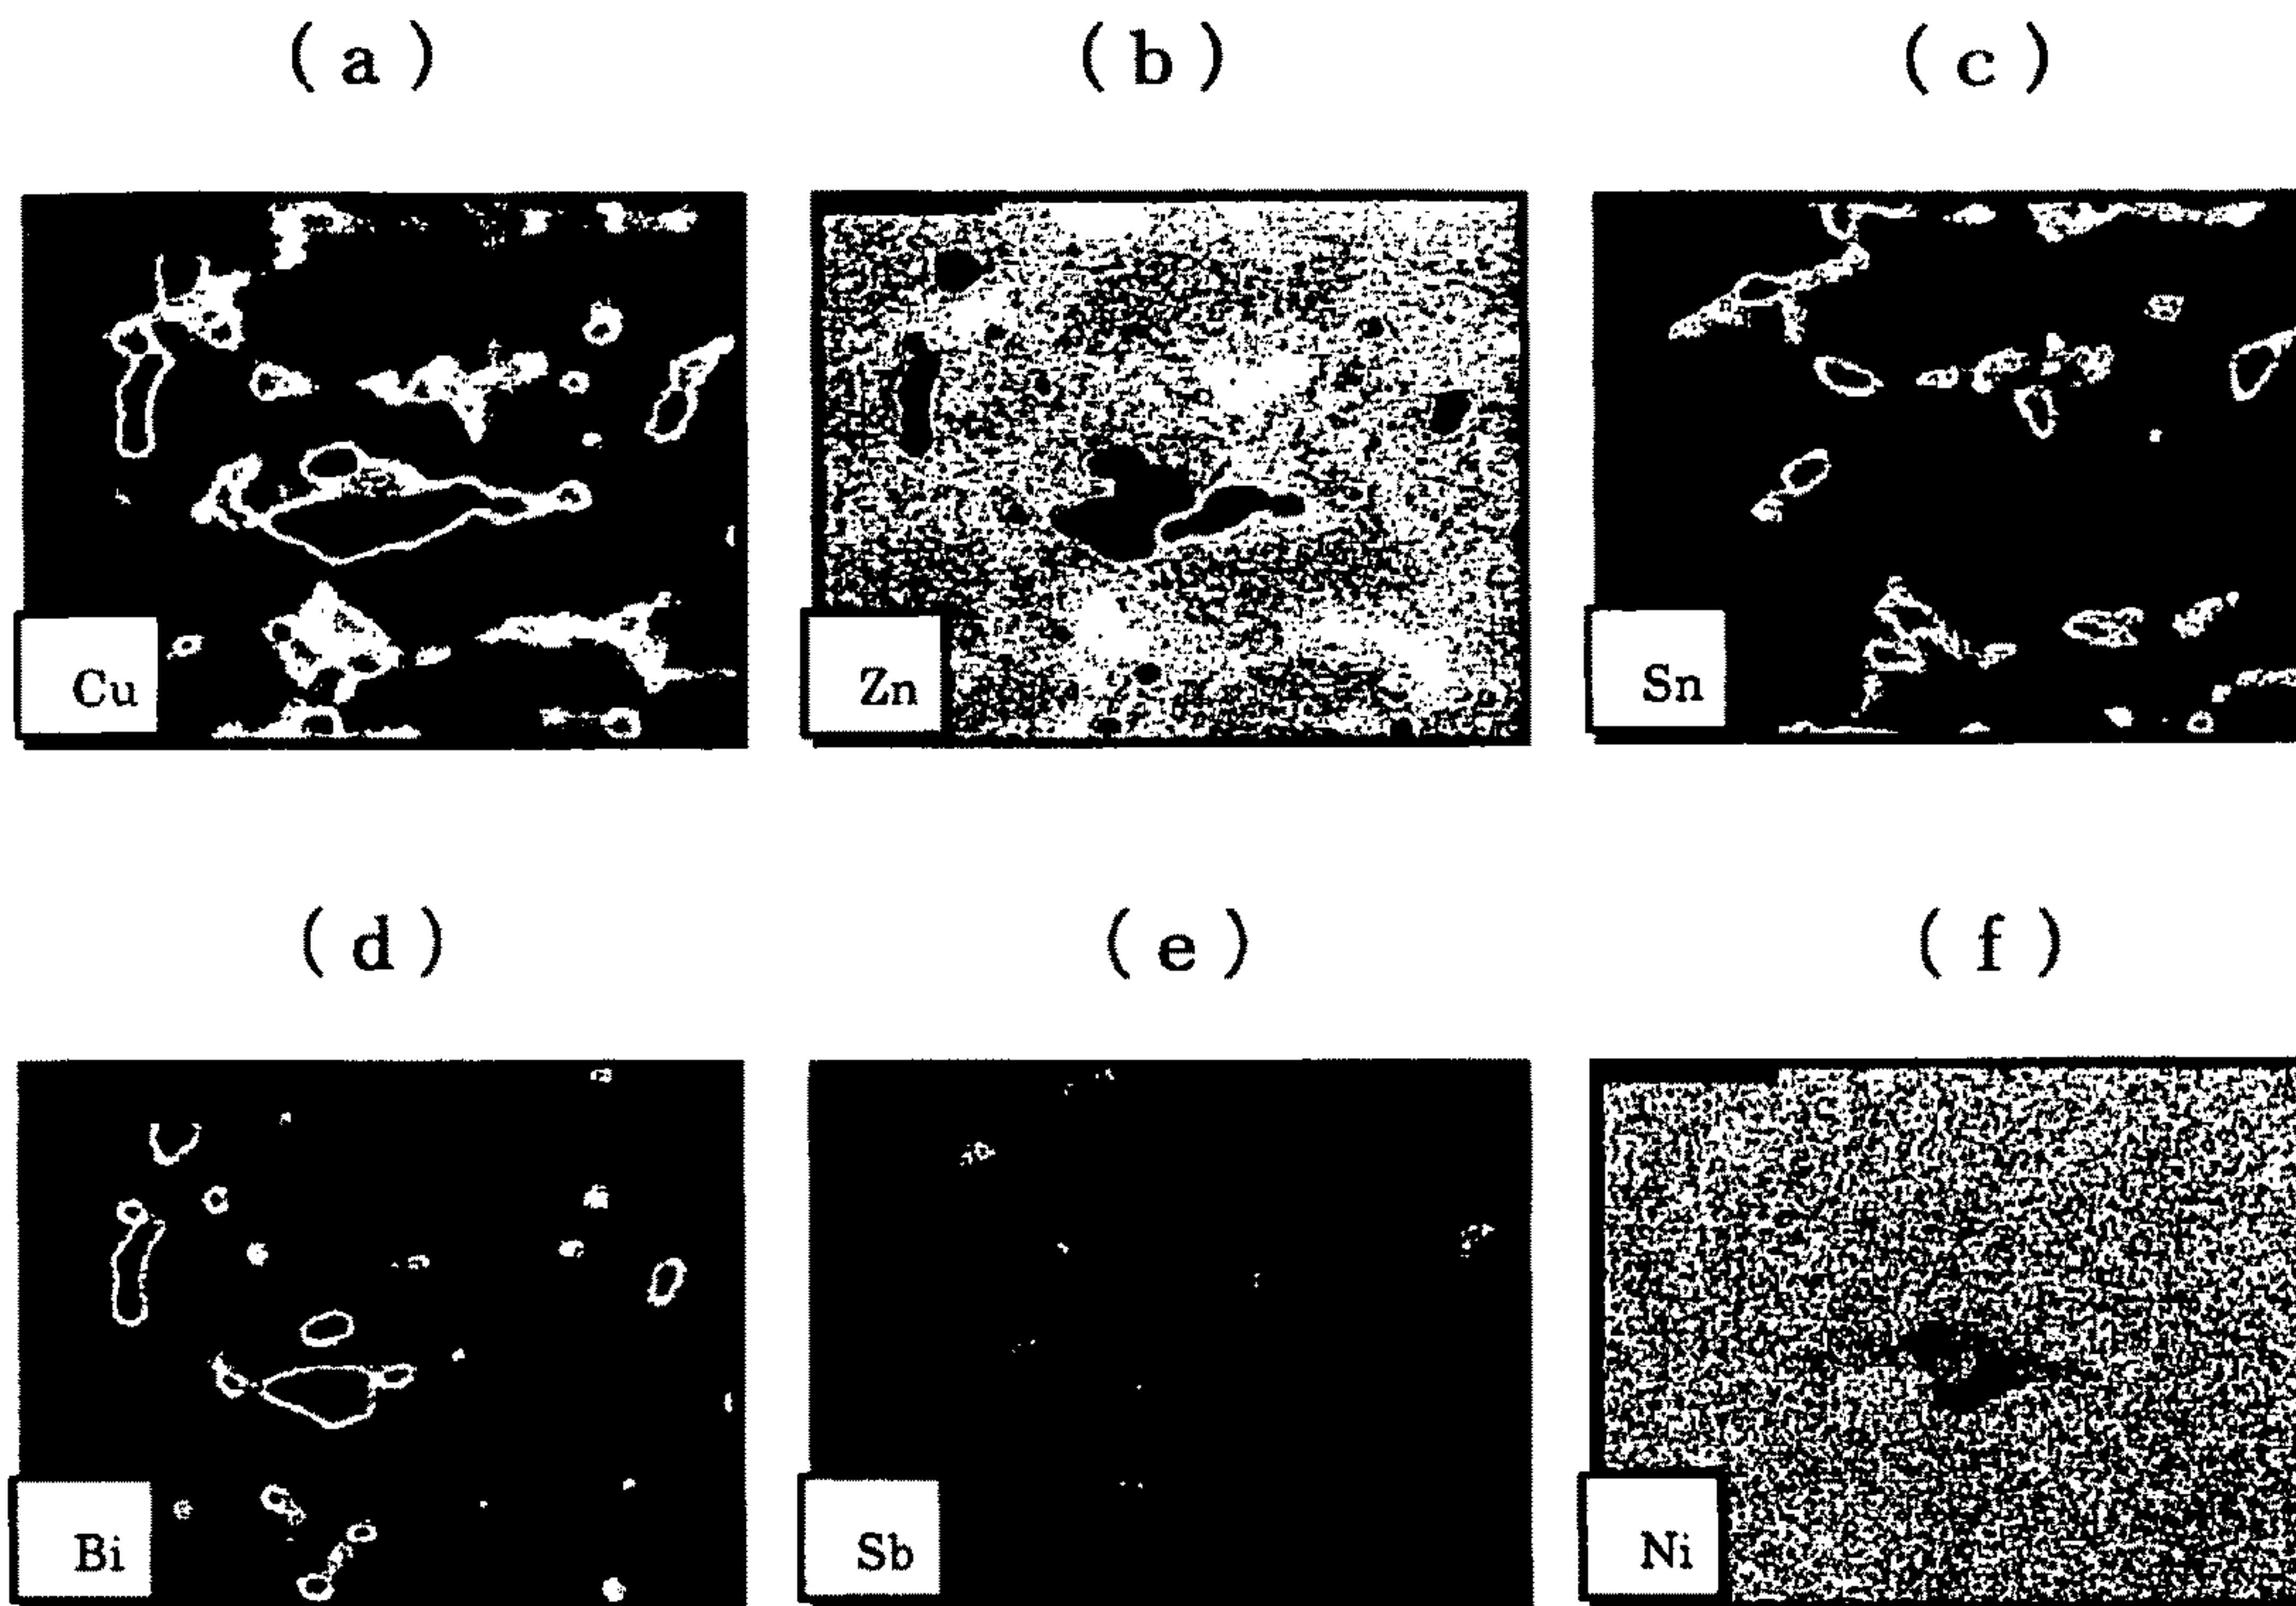 ( a )
( b )
( c )
Cu
Zn
Sn
( d )
( e )
( f )
Bi
Sb
Ni